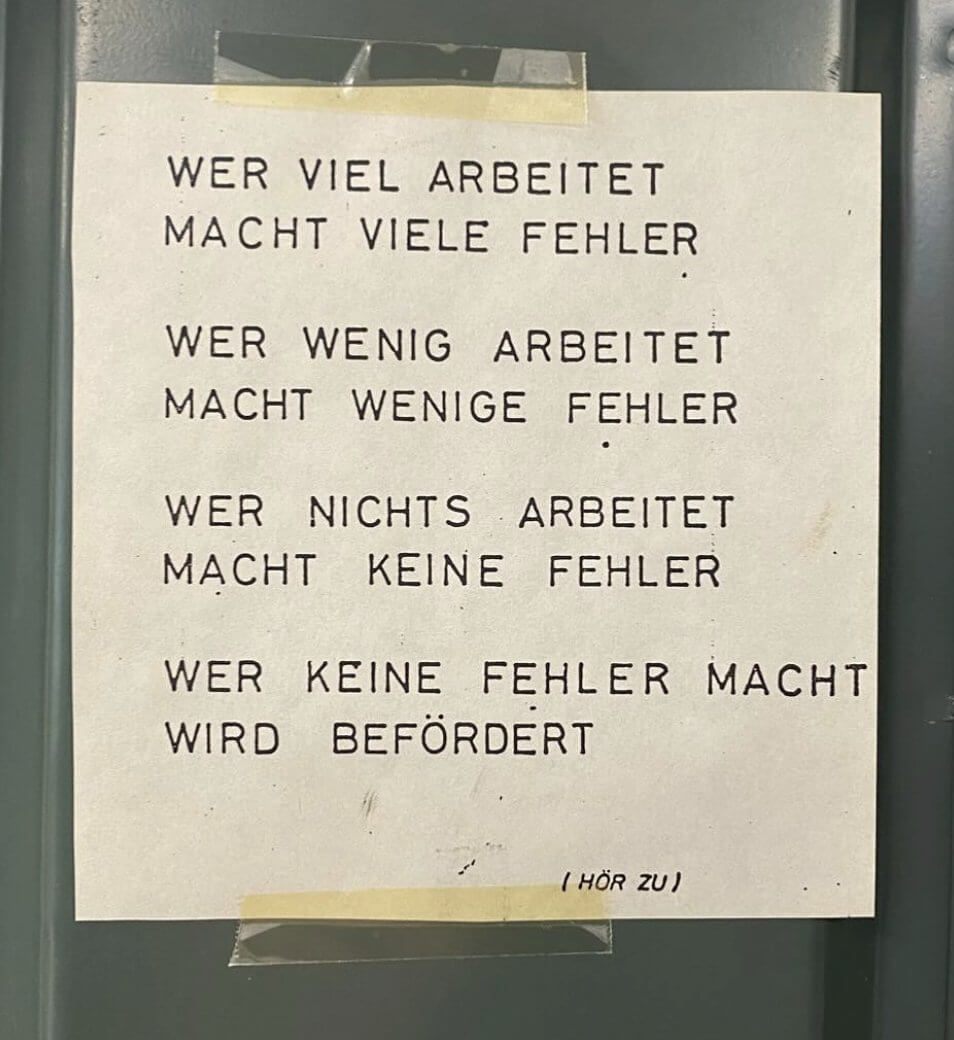 WER VIEL ARBEITET
MACHT VIELE FEHLER
WER WENIG ARBEITET
MACHT WENIGE FEHLER
WER NICHTS ARBEITET
MACHT KEINE FEHLER
WER KEINE FEHLER MACHT
WIRD BEFÖRDERT
(HÖR ZU)